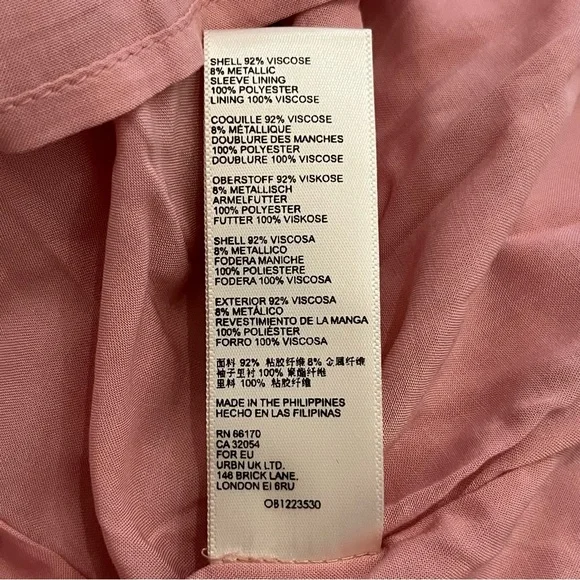 SHELL 92% VISCOSE
8% METALLIC
SLEEVE LINING
100% POLYESTER
LINING 100% VISCOSE
COQUILLE 92% VISCOSE
8% MÉTALLIQUE
DOUBLURE DES MANCHES
100% POLYESTER
DOUBLURE 100% VISCOSE
OBERSTOFF 92% VISKOSE
8% METALLISCH
ARMELFUTTER
100% POLYESTER
FUTTER 100% VISKOSE
SHELL 92% VISCOSA
8% METALLICO
FODERA MANICHE
100% POLIESTERE
FODERA 100% VISCOSA
EXTERIOR 92% VISCOSA
8% METÁLICO
REVESTIMIENTO DE LA MANGA
100% POLIÉSTER
FORRO 100% VISCOSA
面料 92% 粘胶纤维 8% 金属纤维
袖子里衬 100% 聚酯纤维
里料 100% 粘胶纤维
MADE IN THE PHILIPPINES
HECHO EN LAS FILIPINAS
RN 66170
CA 32054
FOR EU
URBN UK LTD.
146 BRICK LANE,
LONDON EI 6RU
OB1223530